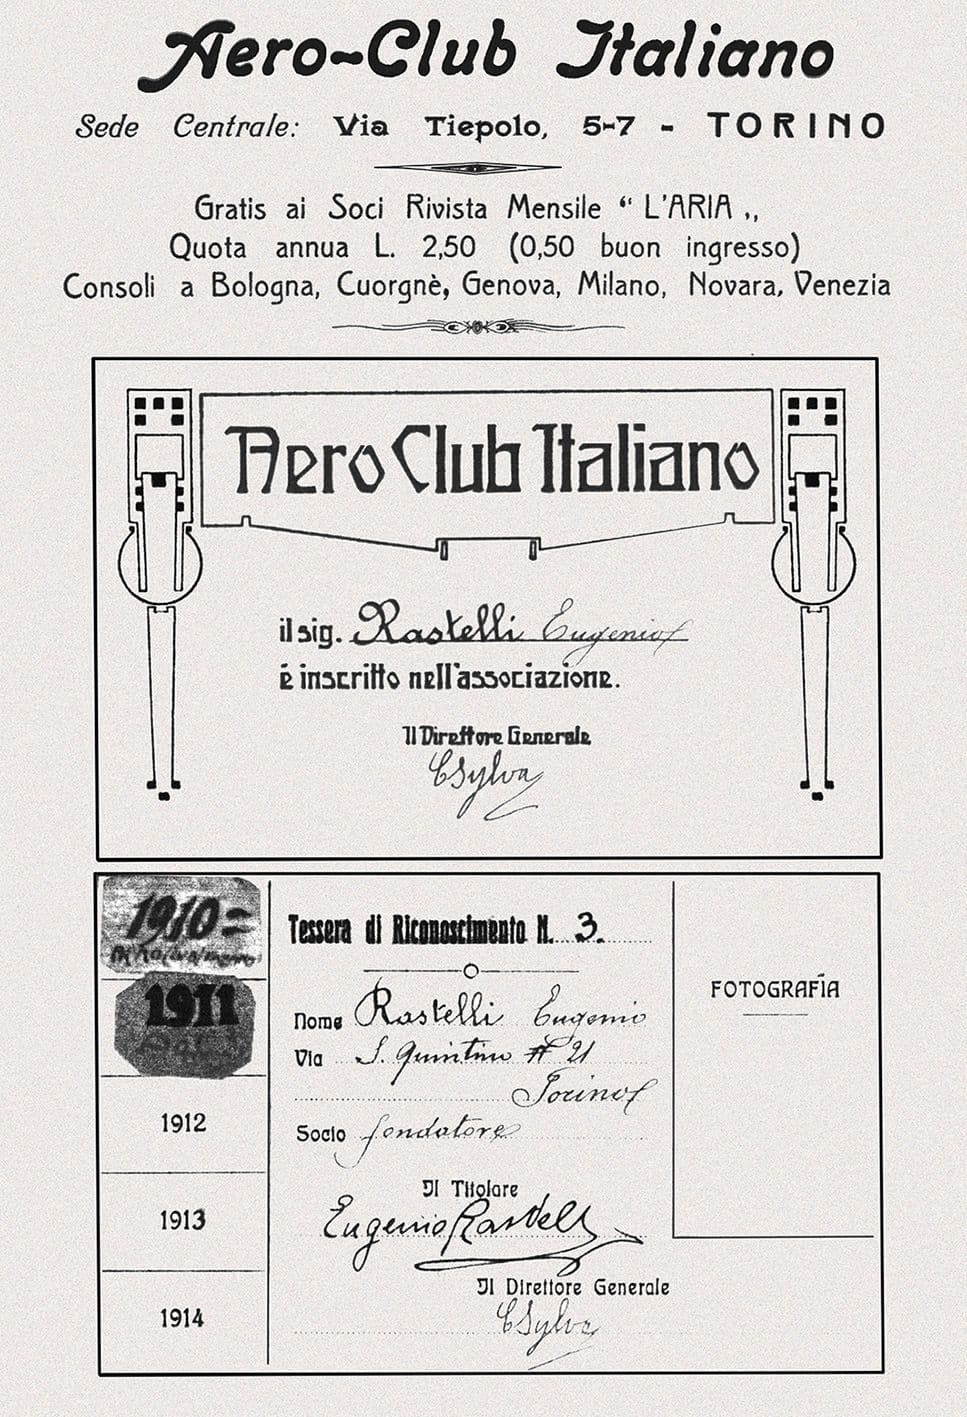 Aero-Club Italiano
Sede Centrale: Via Tiepolo, 5-7 - TORINO
Gratis ai Soci Rivista Mensile “ L'ARIA „
Quota annua L. 2,50 (0,50 buon ingresso)
Consoli a Bologna, Cuorgnè, Genova, Milano, Novara, Venezia
Aero Club Italiano
il sig. Rastelli Eugenio
é inscritto nell'associazione.
Il Direttore Generale
CSylva
1910=
1911
1912
1913
1914
Tessera di Riconoscimento N. 3.
Nome Rastelli Eugenio
Via S. Quintino # 21
Torino
Socio fondatore
Il Titolare
Eugenio Rastelli
Il Direttore Generale
CSylva
FOTOGRAFÍA